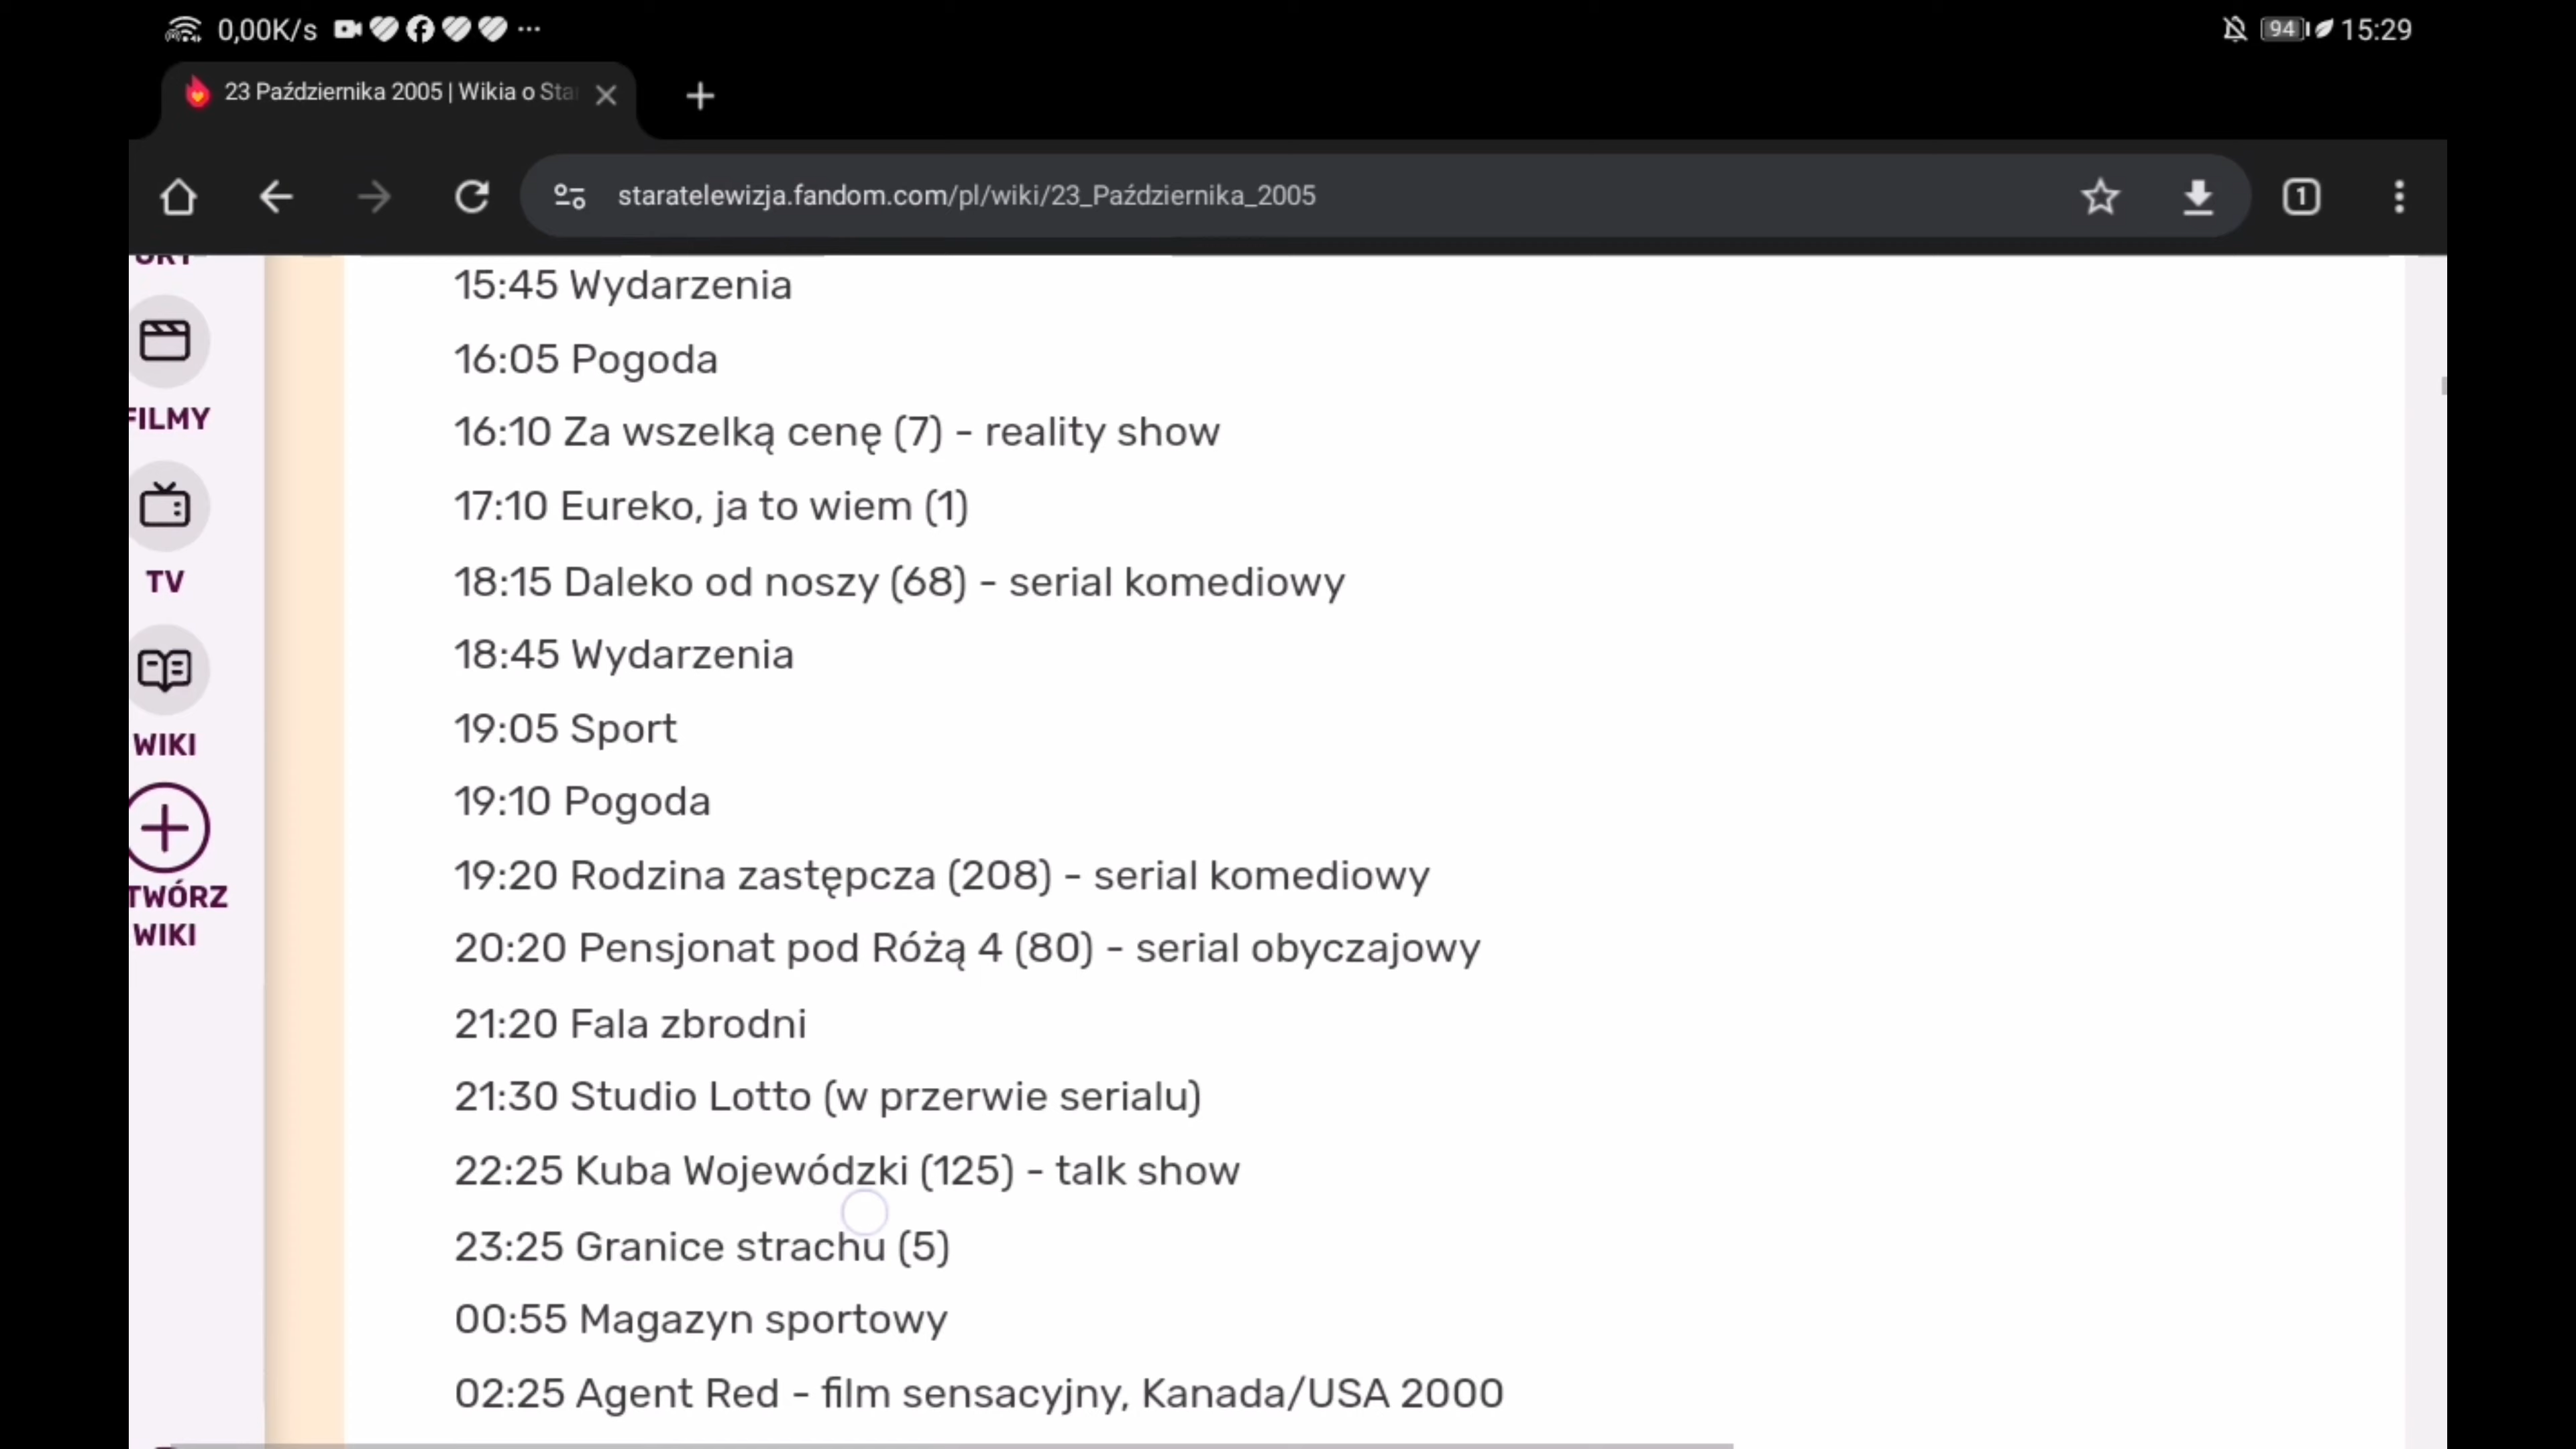 0,00K/s ... 94 15:29
23 Października 2005 | Wikia o Sta
staratelewizja.fandom.com/pl/wiki/23_Października_2005 1
15:45 Wydarzenia
16:05 Pogoda
FILMY
16:10 Za wszelką cenę (7) - reality show
17:10 Eureko, ja to wiem (1)
TV
18:15 Daleko od noszy (68) - serial komediowy
18:45 Wydarzenia
WIKI
19:05 Sport
19:10 Pogoda
TWÓRZ
WIKI
19:20 Rodzina zastępcza (208) - serial komediowy
20:20 Pensjonat pod Różą 4 (80) - serial obyczajowy
21:20 Fala zbrodni
21:30 Studio Lotto (w przerwie serialu)
22:25 Kuba Wojewódzki (125) - talk show
23:25 Granice strachu (5)
00:55 Magazyn sportowy
02:25 Agent Red - film sensacyjny, Kanada/USA 2000